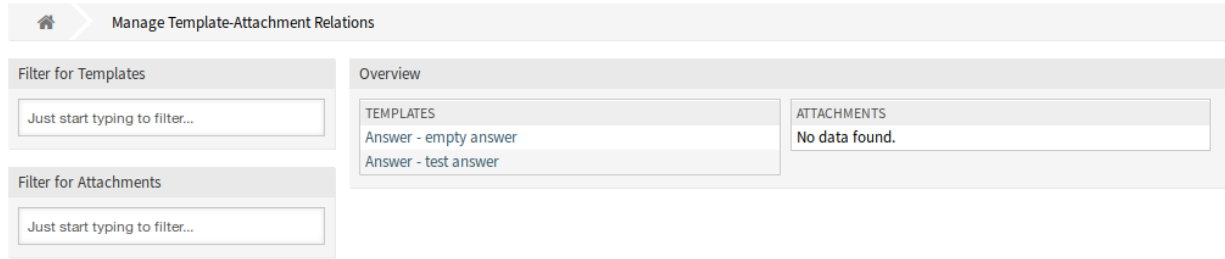 Manage Template-Attachment Relations
Filter for Templates
Just start typing to filter...
Filter for Attachments
Just start typing to filter...
Overview
TEMPLATES
Answer - empty answer
Answer - test answer
ATTACHMENTS
No data found.